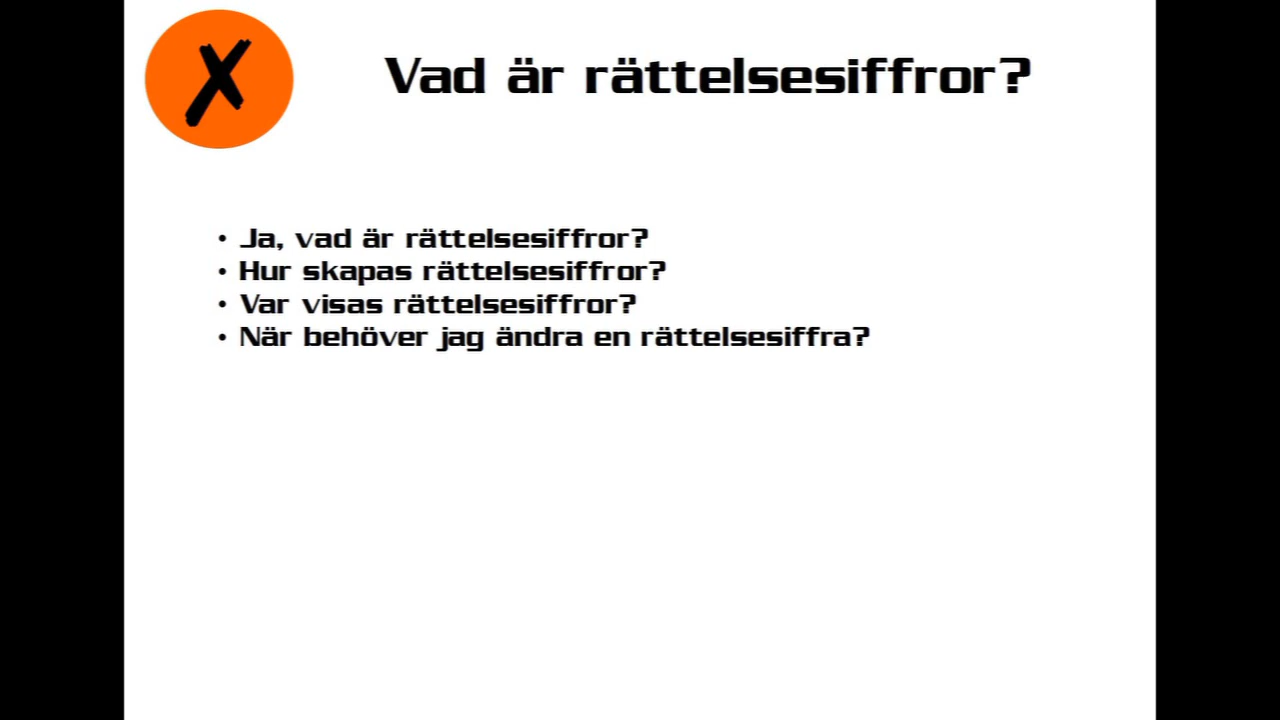 Vad är rättelsesiffror?
• Ja, vad är rättelsesiffror?
• Hur skapas rättelsesiffror?
• Var visas rättelsesiffror?
• När behöver jag ändra en rättelsesiffra?